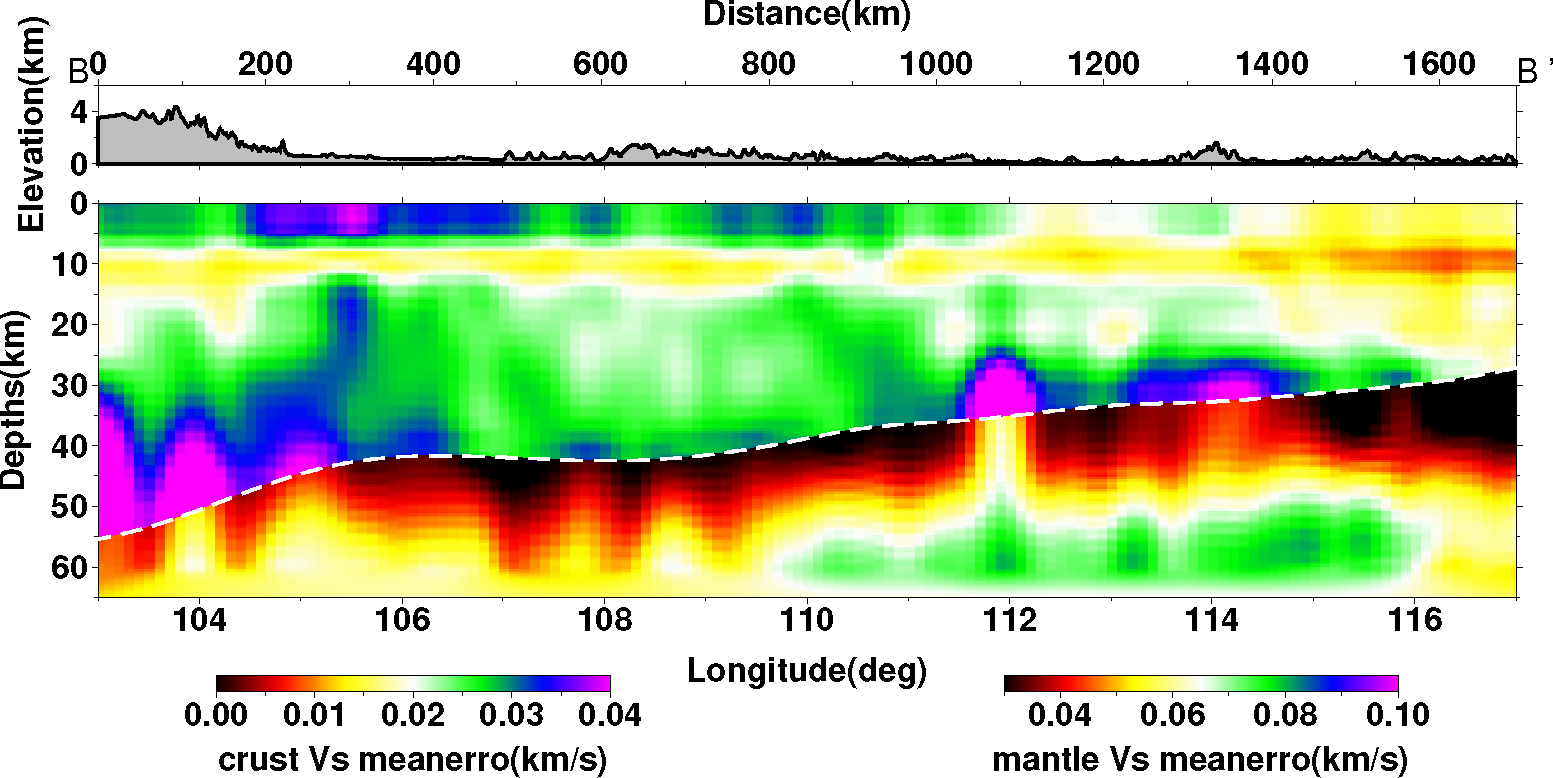 Distance(km)
B 0 200 400 600 800 1000 1200 1400 1600 B '
Elevation(km)
4
0
Depths(km)
0
10
20
30
40
50
60
104 106 108 110 112 114 116
Longitude(deg)
0.00 0.01 0.02 0.03 0.04
crust Vs meanerro(km/s)
0.04 0.06 0.08 0.10
mantle Vs meanerro(km/s)